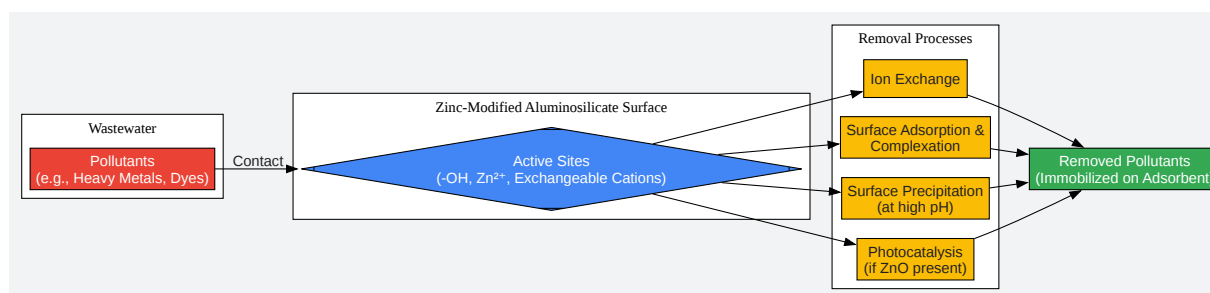 Wastewater
Pollutants
(e.g., Heavy Metals, Dyes)
Contact
Zinc-Modified Aluminosilicate Surface
Active Sites
(-OH, Zn²⁺, Exchangeable Cations)
Removal Processes
Ion Exchange
Surface Adsorption &
Complexation
Surface Precipitation
(at high pH)
Photocatalysis
(if ZnO present)
Removed Pollutants
(Immobilized on Adsorbent